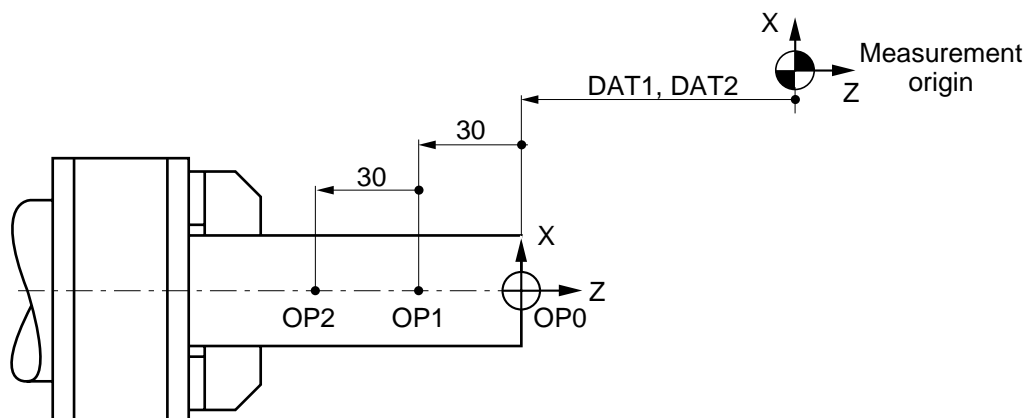 X
Measurement
origin
Z
DAT1, DAT2
30
30
X
Z
OP2
OP1
OP0